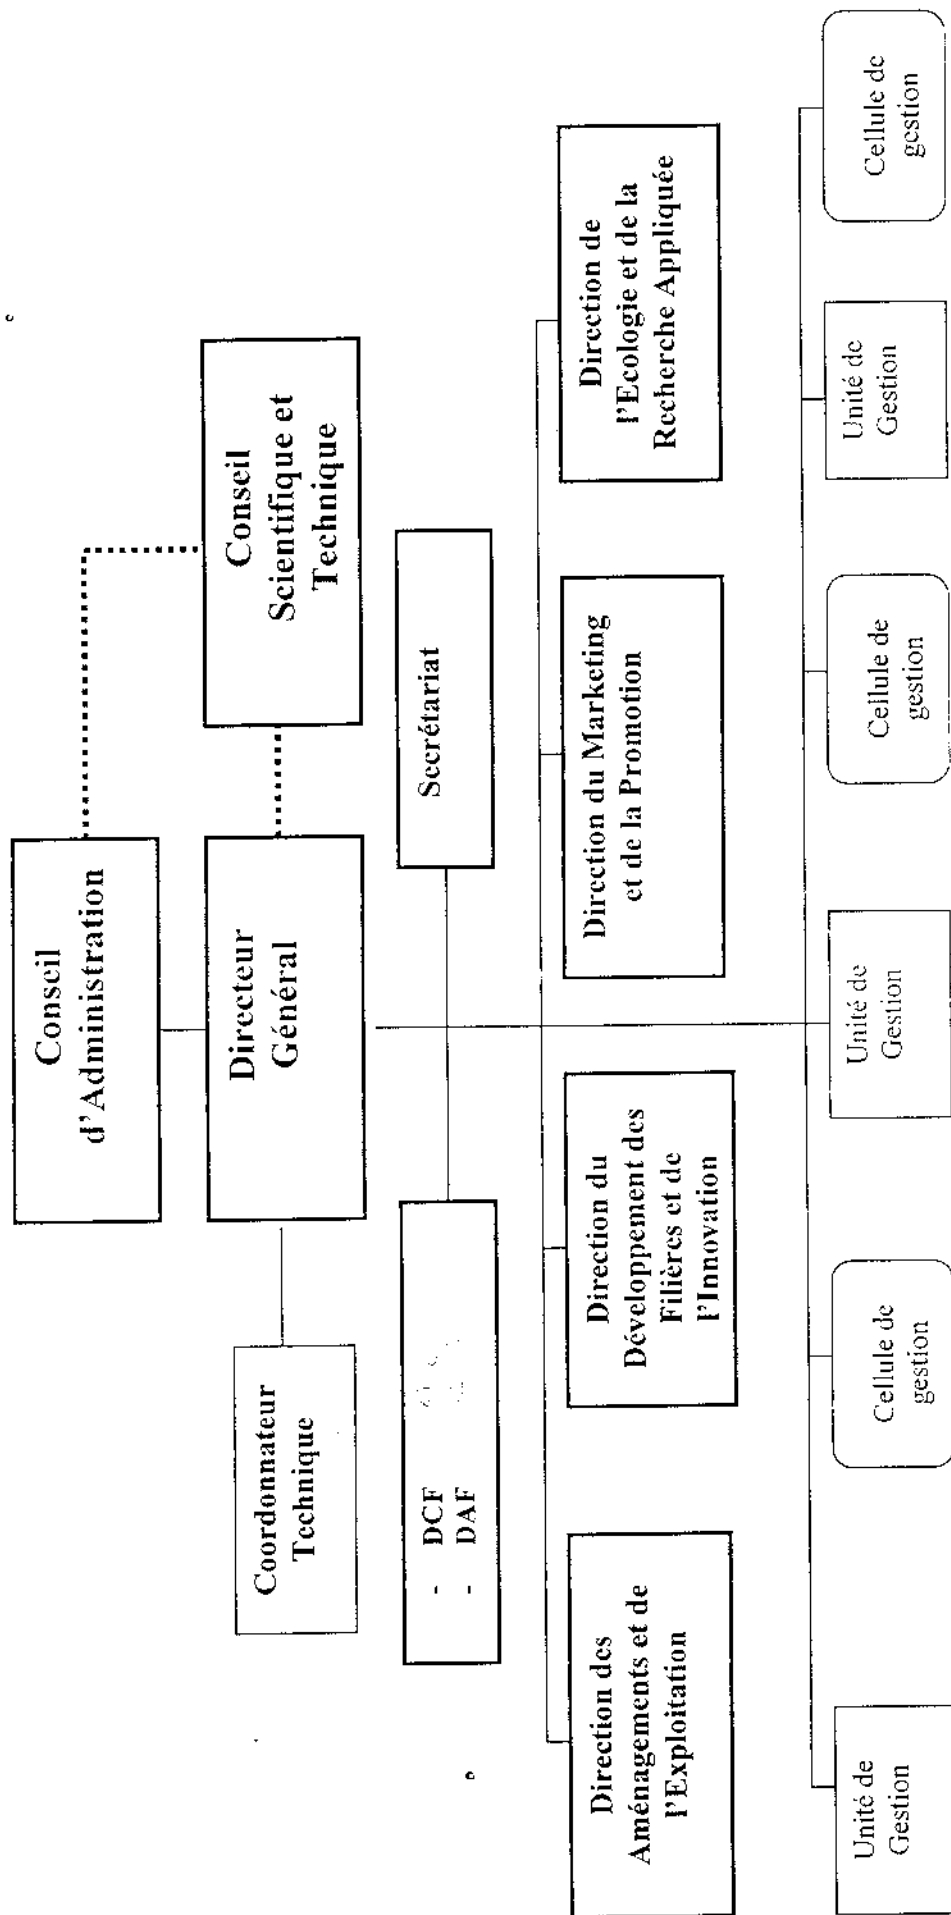 Conseil
d'Administration
Conseil
Scientifique et
Technique
Directeur
Général
Coordonnateur
Technique
Secrétariat
- DCF
- DAF
Direction des
Aménagements et de
l'Exploitation
Direction du
Développement des
Filières et de
l'Innovation
Direction du Marketing
et de la Promotion
Direction de
l'Ecologie et de la
Recherche Appliquée
Unité de
Gestion
Cellule de
gestion
Unité de
Gestion
Cellule de
gestion
Unité de
Gestion
Cellule de
gestion